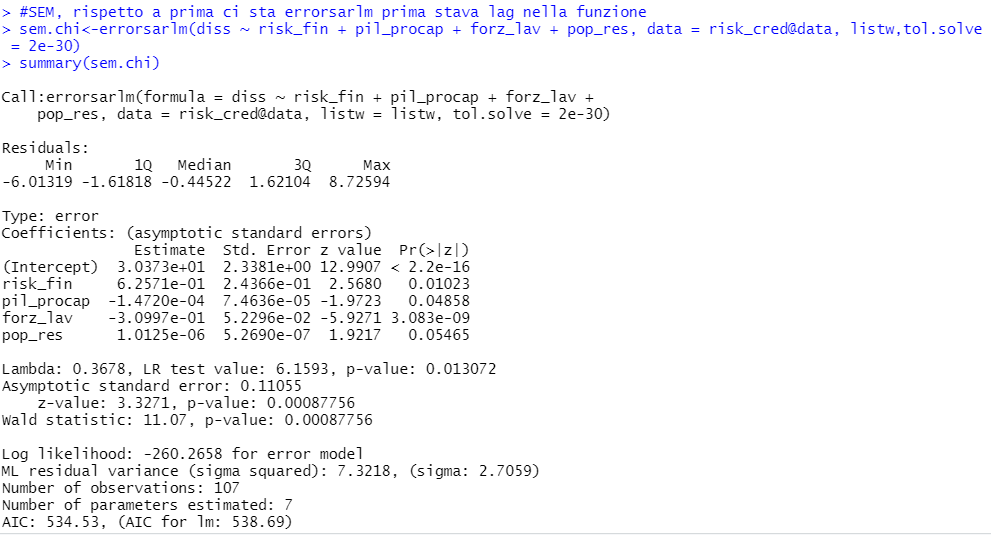 > #SEM, rispetto a prima ci sta errorsarlm prima stava lag nella funzione
> sem.chi<-errorsarlm(diss ~ risk_fin + pil_procap + forz_lav + pop_res, data = risk_cred@data, listw,tol.solve
 = 2e-30)
> summary(sem.chi)
Call:errorsarlm(formula = diss ~ risk_fin + pil_procap + forz_lav +
    pop_res, data = risk_cred@data, listw = listw, tol.solve = 2e-30)
Residuals:
     Min       1Q   Median       3Q      Max
-6.01319 -1.61818 -0.44522  1.62104  8.72594
Type: error
Coefficients: (asymptotic standard errors)
               Estimate  Std. Error z value  Pr(>|z|)
(Intercept)  3.0373e+01  2.3381e+00 12.9907 < 2.2e-16
risk_fin     6.2571e-01  2.4366e-01  2.5680   0.01023
pil_procap  -1.4720e-04  7.4636e-05 -1.9723   0.04858
forz_lav    -3.0997e-01  5.2296e-02 -5.9271 3.083e-09
pop_res      1.0125e-06  5.2690e-07  1.9217   0.05465
Lambda: 0.3678, LR test value: 6.1593, p-value: 0.013072
Asymptotic standard error: 0.11055
    z-value: 3.3271, p-value: 0.00087756
Wald statistic: 11.07, p-value: 0.00087756
Log likelihood: -260.2658 for error model
ML residual variance (sigma squared): 7.3218, (sigma: 2.7059)
Number of observations: 107
Number of parameters estimated: 7
AIC: 534.53, (AIC for lm: 538.69)